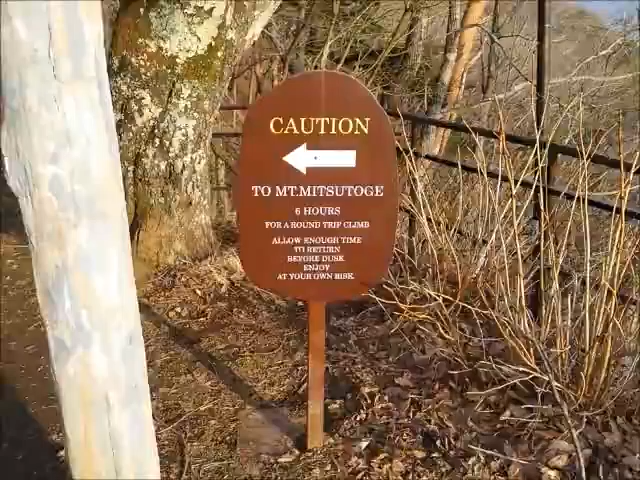 CAUTION
TO MT.MITSUTOGE
6 HOURS
FOR A ROUND TRIP CLIMB
ALLOW ENOUGH TIME
TO RETURN
BEFORE DUSK
ENJOY
AT YOUR OWN RISK